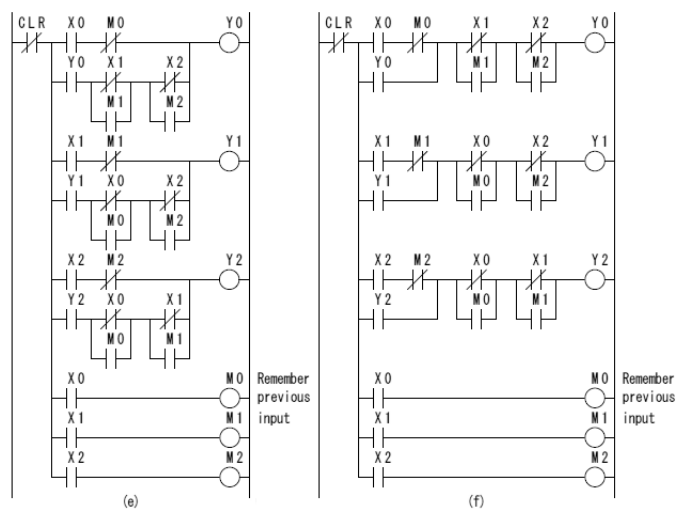 CLR X0 M0 Y0
Y0 X1 X2
M1 M2
X1 M1 Y1
Y1 X0 X2
M0 M2
X2 M2 Y2
Y2 X0 X1
M0 M1
X0 M0 Remember
previous
X1 M1 input
X2 M2
(e)
CLR X0 M0 X1 X2 Y0
Y0 M1 M2
X1 M1 X0 X2 Y1
Y1 M0 M2
X2 M2 X0 X1 Y2
Y2 M0 M1
X0 M0 Remember
previous
X1 M1 input
X2 M2
(f)